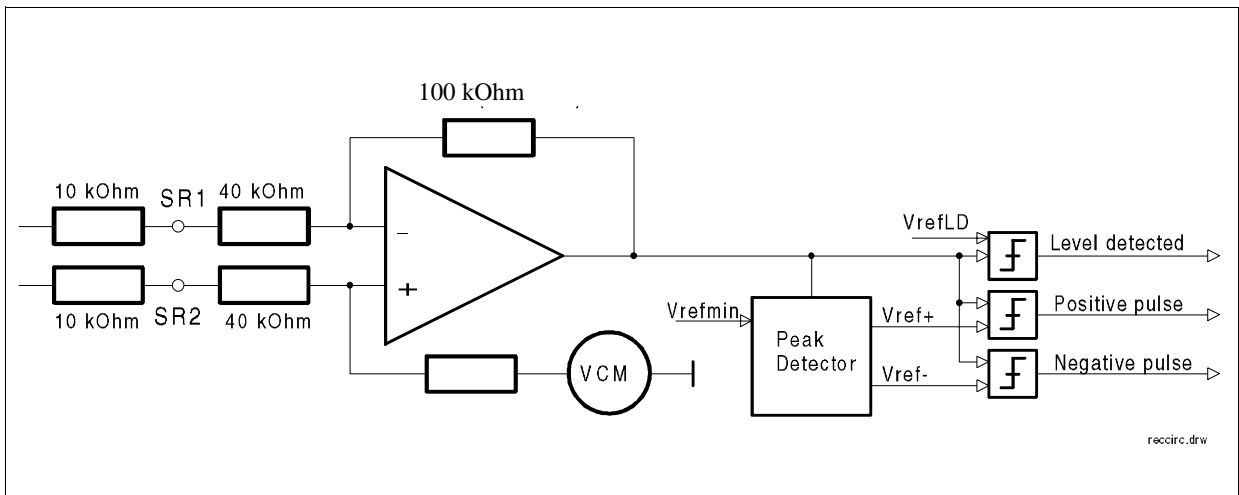 100 kOhm
10 kOhm
SR1
40 kOhm
−
+
10 kOhm
SR2
40 kOhm
VCM
VrefLD
Level detected
Vrefmin
Peak
Detector
Vref+
Positive pulse
Vref-
Negative pulse
reccirc.drw